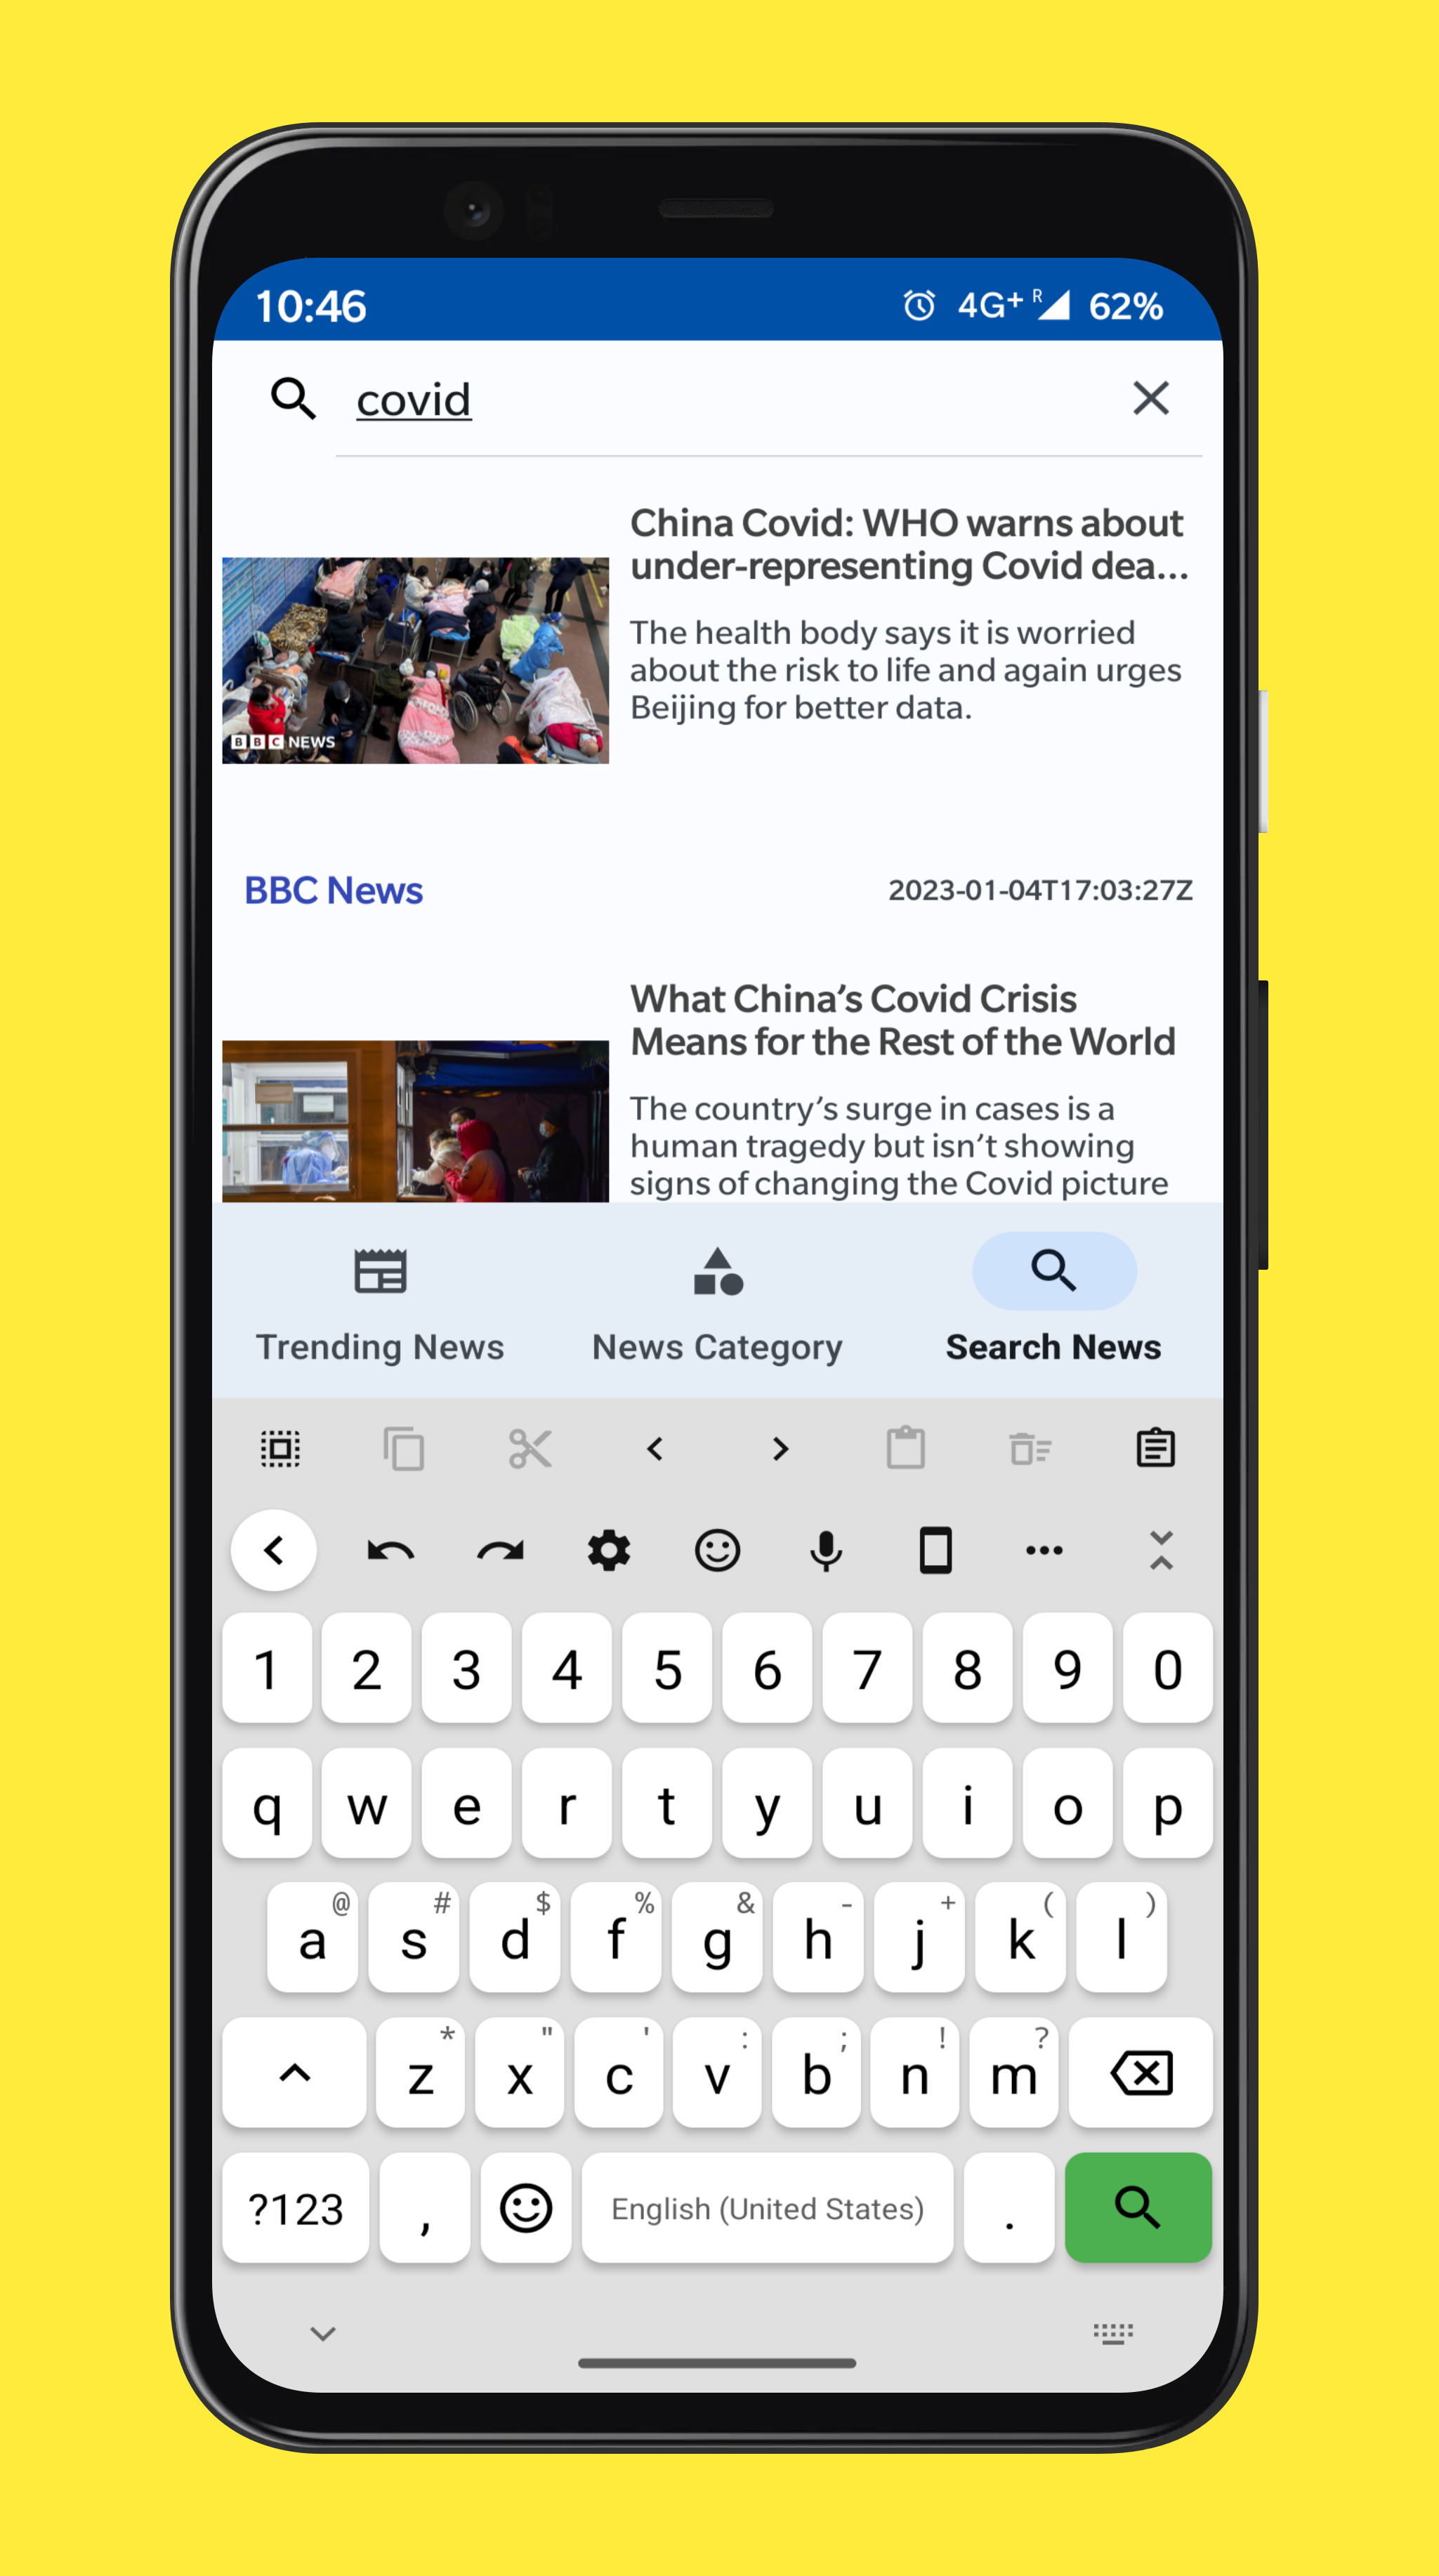 10:46 4G+ R 62%
covid
China Covid: WHO warns about
under-representing Covid dea...
The health body says it is worried
about the risk to life and again urges
Beijing for better data.
BBC NEWS
BBC News 2023-01-04T17:03:27Z
What China’s Covid Crisis
Means for the Rest of the World
The country’s surge in cases is a
human tragedy but isn’t showing
signs of changing the Covid picture
Trending News News Category Search News
1 2 3 4 5 6 7 8 9 0
q w e r t y u i o p
@ # $ % & - + ( )
a s d f g h j k l
* " ' : ; ! ?
z x c v b n m
?123 , English (United States) .